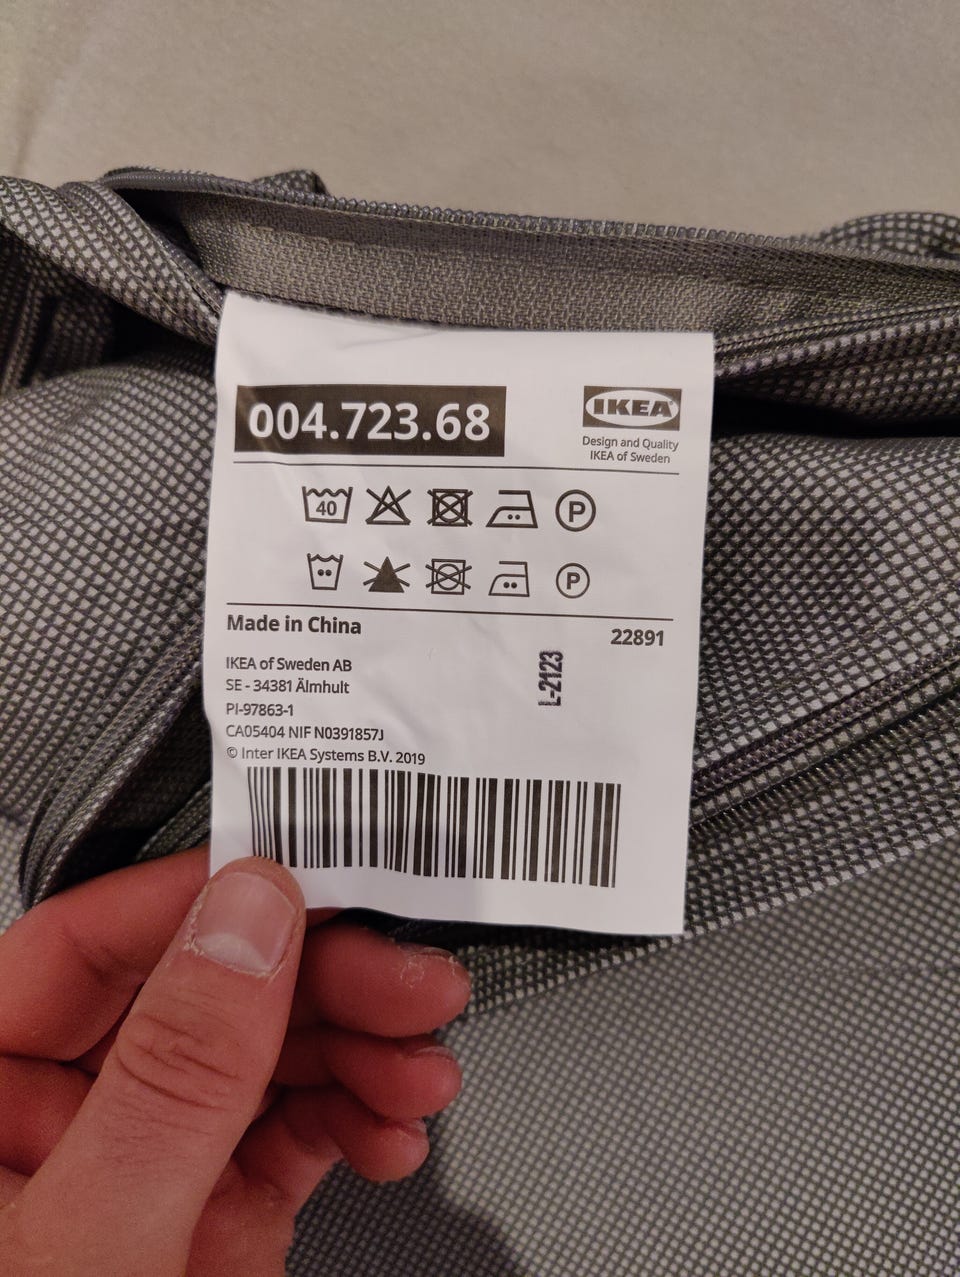 004.723.68
IKEA
Design and Quality
IKEA of Sweden
40
P
P
Made in China
22891
IKEA of Sweden AB
SE - 34381 Älmhult
PI-97863-1
CA05404 NIF N0391857J
© Inter IKEA Systems B.V. 2019
L-2123